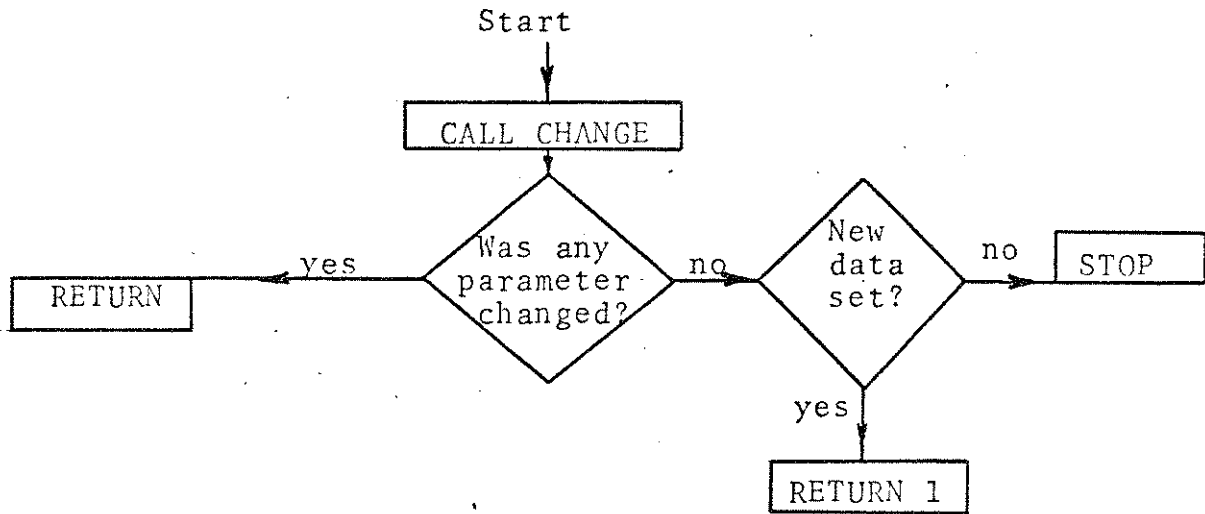 Start
CALL CHANGE
Was any
parameter
changed?
yes
RETURN
no
New
data
set?
no
STOP
yes
RETURN 1